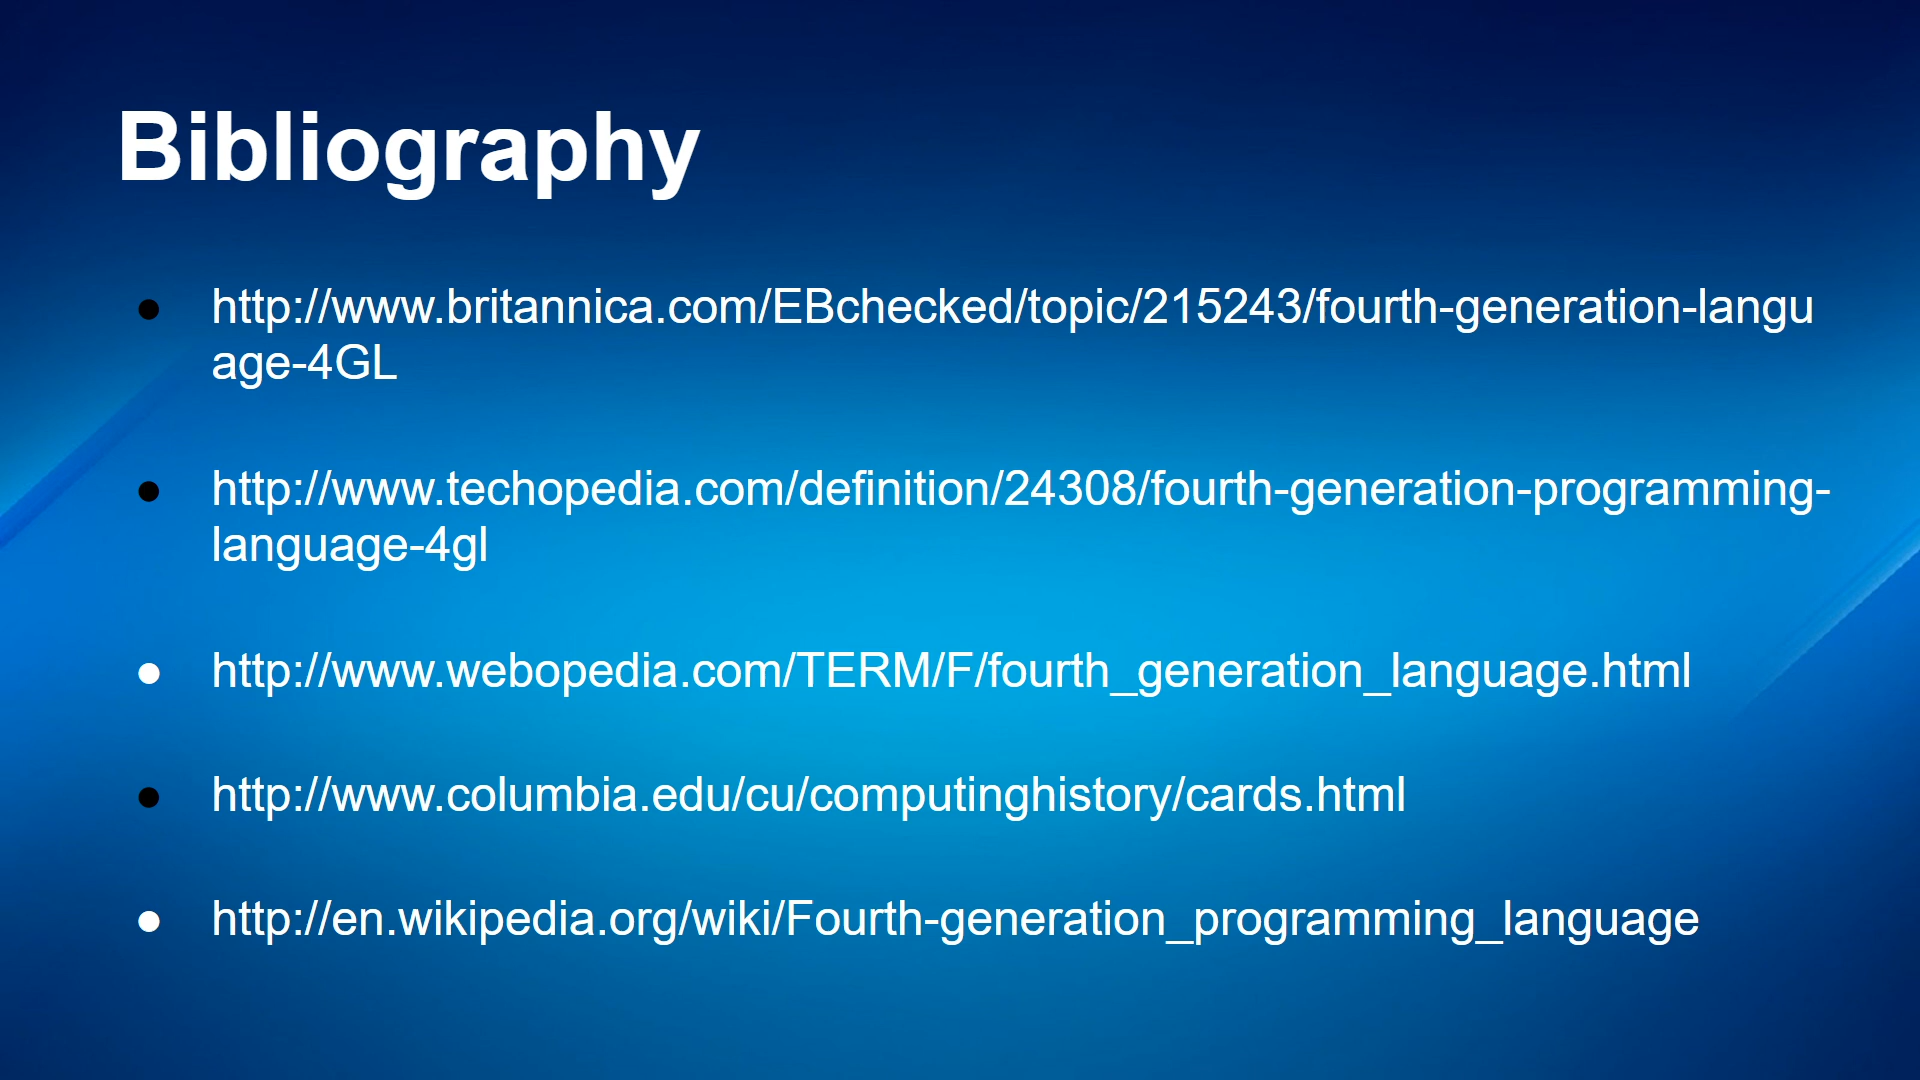 Bibliography
● http://www.britannica.com/EBchecked/topic/215243/fourth-generation-langu
age-4GL
● http://www.techopedia.com/definition/24308/fourth-generation-programming-
language-4gl
● http://www.webopedia.com/TERM/F/fourth_generation_language.html
● http://www.columbia.edu/cu/computinghistory/cards.html
● http://en.wikipedia.org/wiki/Fourth-generation_programming_language